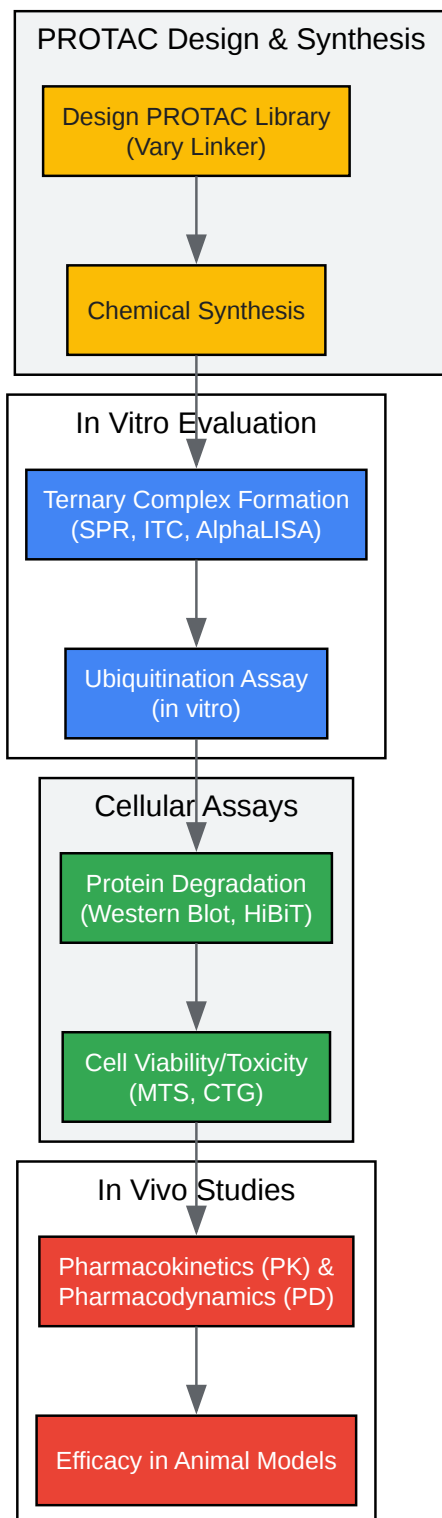 PROTAC Design & Synthesis
Design PROTAC Library
(Vary Linker)
Chemical Synthesis
In Vitro Evaluation
Ternary Complex Formation
(SPR, ITC, AlphaLISA)
Ubiquitination Assay
(in vitro)
Cellular Assays
Protein Degradation
(Western Blot, HiBiT)
Cell Viability/Toxicity
(MTS, CTG)
In Vivo Studies
Pharmacokinetics (PK) &
Pharmacodynamics (PD)
Efficacy in Animal Models